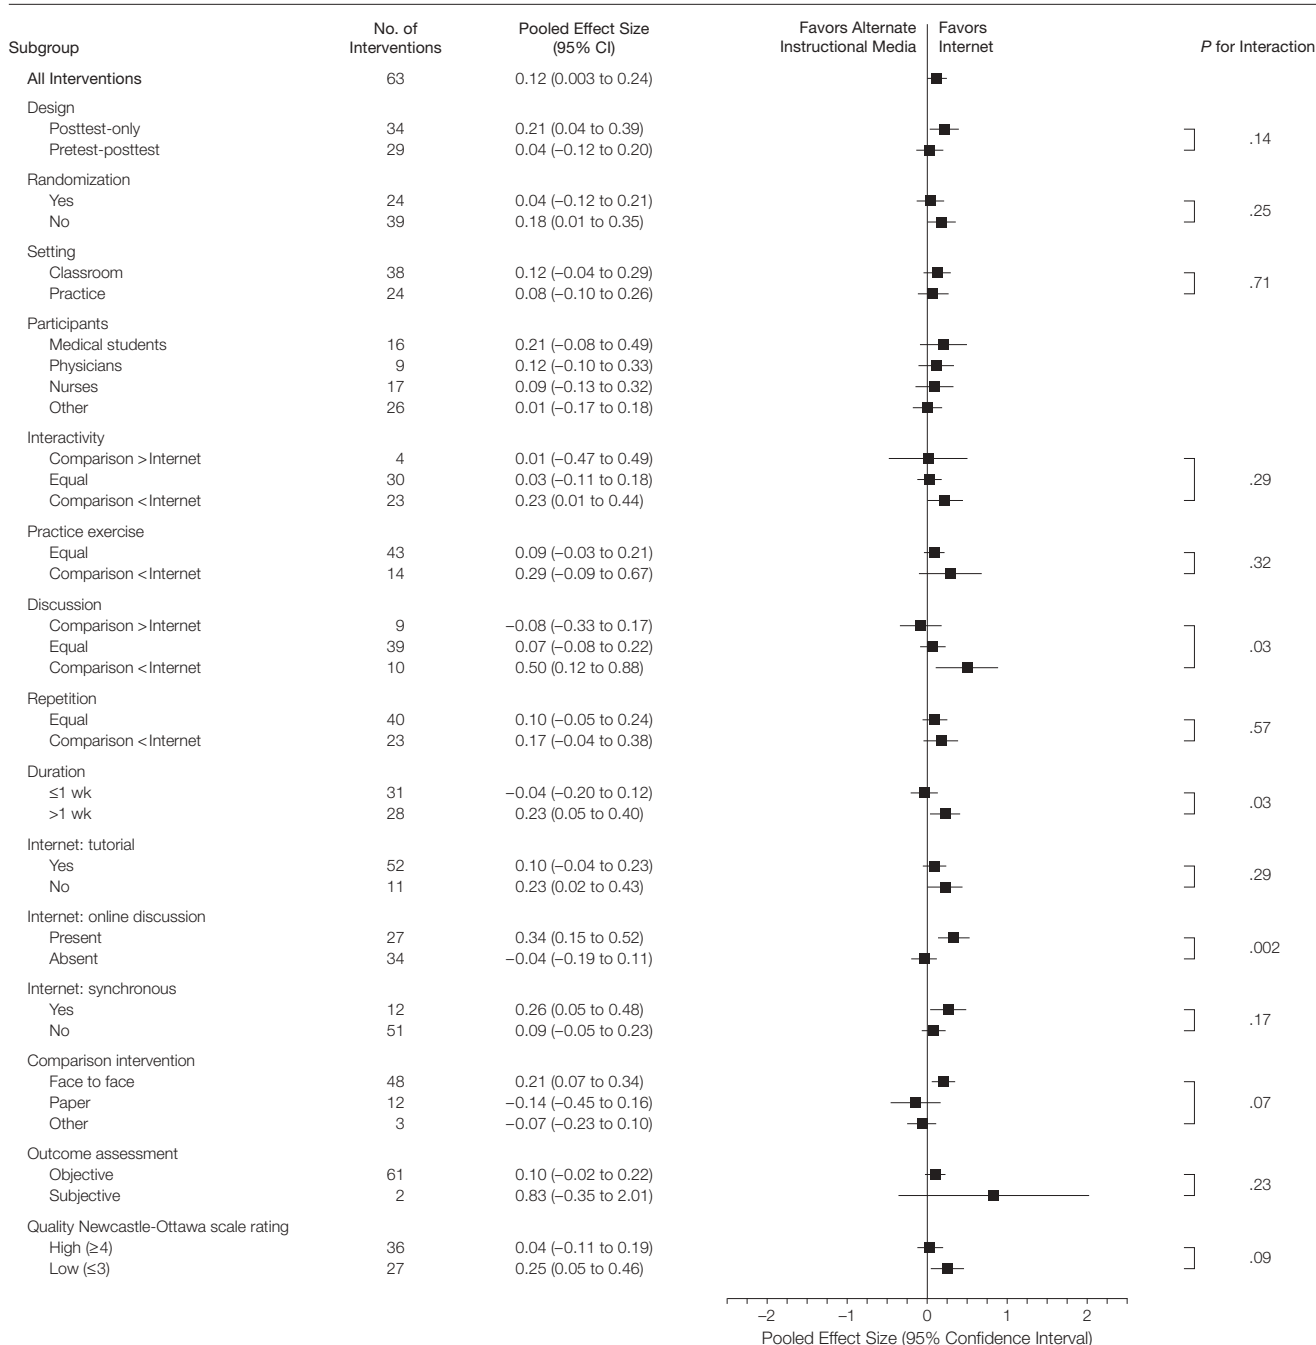 Subgroup No. of Interventions Pooled Effect Size (95% CI) Favors Alternate Instructional Media Favors Internet P for Interaction
All Interventions 63 0.12 (0.003 to 0.24)
Design
Posttest-only 34 0.21 (0.04 to 0.39)
Pretest-posttest 29 0.04 (–0.12 to 0.20)
.14
Randomization
Yes 24 0.04 (–0.12 to 0.21)
No 39 0.18 (0.01 to 0.35)
.25
Setting
Classroom 38 0.12 (–0.04 to 0.29)
Practice 24 0.08 (–0.10 to 0.26)
.71
Participants
Medical students 16 0.21 (–0.08 to 0.49)
Physicians 9 0.12 (–0.10 to 0.33)
Nurses 17 0.09 (–0.13 to 0.32)
Other 26 0.01 (–0.17 to 0.18)
Interactivity
Comparison > Internet 4 0.01 (–0.47 to 0.49)
Equal 30 0.03 (–0.11 to 0.18) .29
Comparison < Internet 23 0.23 (0.01 to 0.44)
Practice exercise
Equal 43 0.09 (–0.03 to 0.21)
Comparison < Internet 14 0.29 (–0.09 to 0.67)
.32
Discussion
Comparison > Internet 9 –0.08 (–0.33 to 0.17)
Equal 39 0.07 (–0.08 to 0.22) .03
Comparison < Internet 10 0.50 (0.12 to 0.88)
Repetition
Equal 40 0.10 (–0.05 to 0.24)
Comparison < Internet 23 0.17 (–0.04 to 0.38)
.57
Duration
≤1 wk 31 –0.04 (–0.20 to 0.12)
>1 wk 28 0.23 (0.05 to 0.40)
.03
Internet: tutorial
Yes 52 0.10 (–0.04 to 0.23)
No 11 0.23 (0.02 to 0.43)
.29
Internet: online discussion
Present 27 0.34 (0.15 to 0.52)
Absent 34 –0.04 (–0.19 to 0.11)
.002
Internet: synchronous
Yes 12 0.26 (0.05 to 0.48)
No 51 0.09 (–0.05 to 0.23)
.17
Comparison intervention
Face to face 48 0.21 (0.07 to 0.34)
Paper 12 –0.14 (–0.45 to 0.16) .07
Other 3 –0.07 (–0.23 to 0.10)
Outcome assessment
Objective 61 0.10 (–0.02 to 0.22)
Subjective 2 0.83 (–0.35 to 2.01)
.23
Quality Newcastle-Ottawa scale rating
High (≥4) 36 0.04 (–0.11 to 0.19)
Low (≤3) 27 0.25 (0.05 to 0.46)
.09
–2 –1 0 1 2
Pooled Effect Size (95% Confidence Interval)